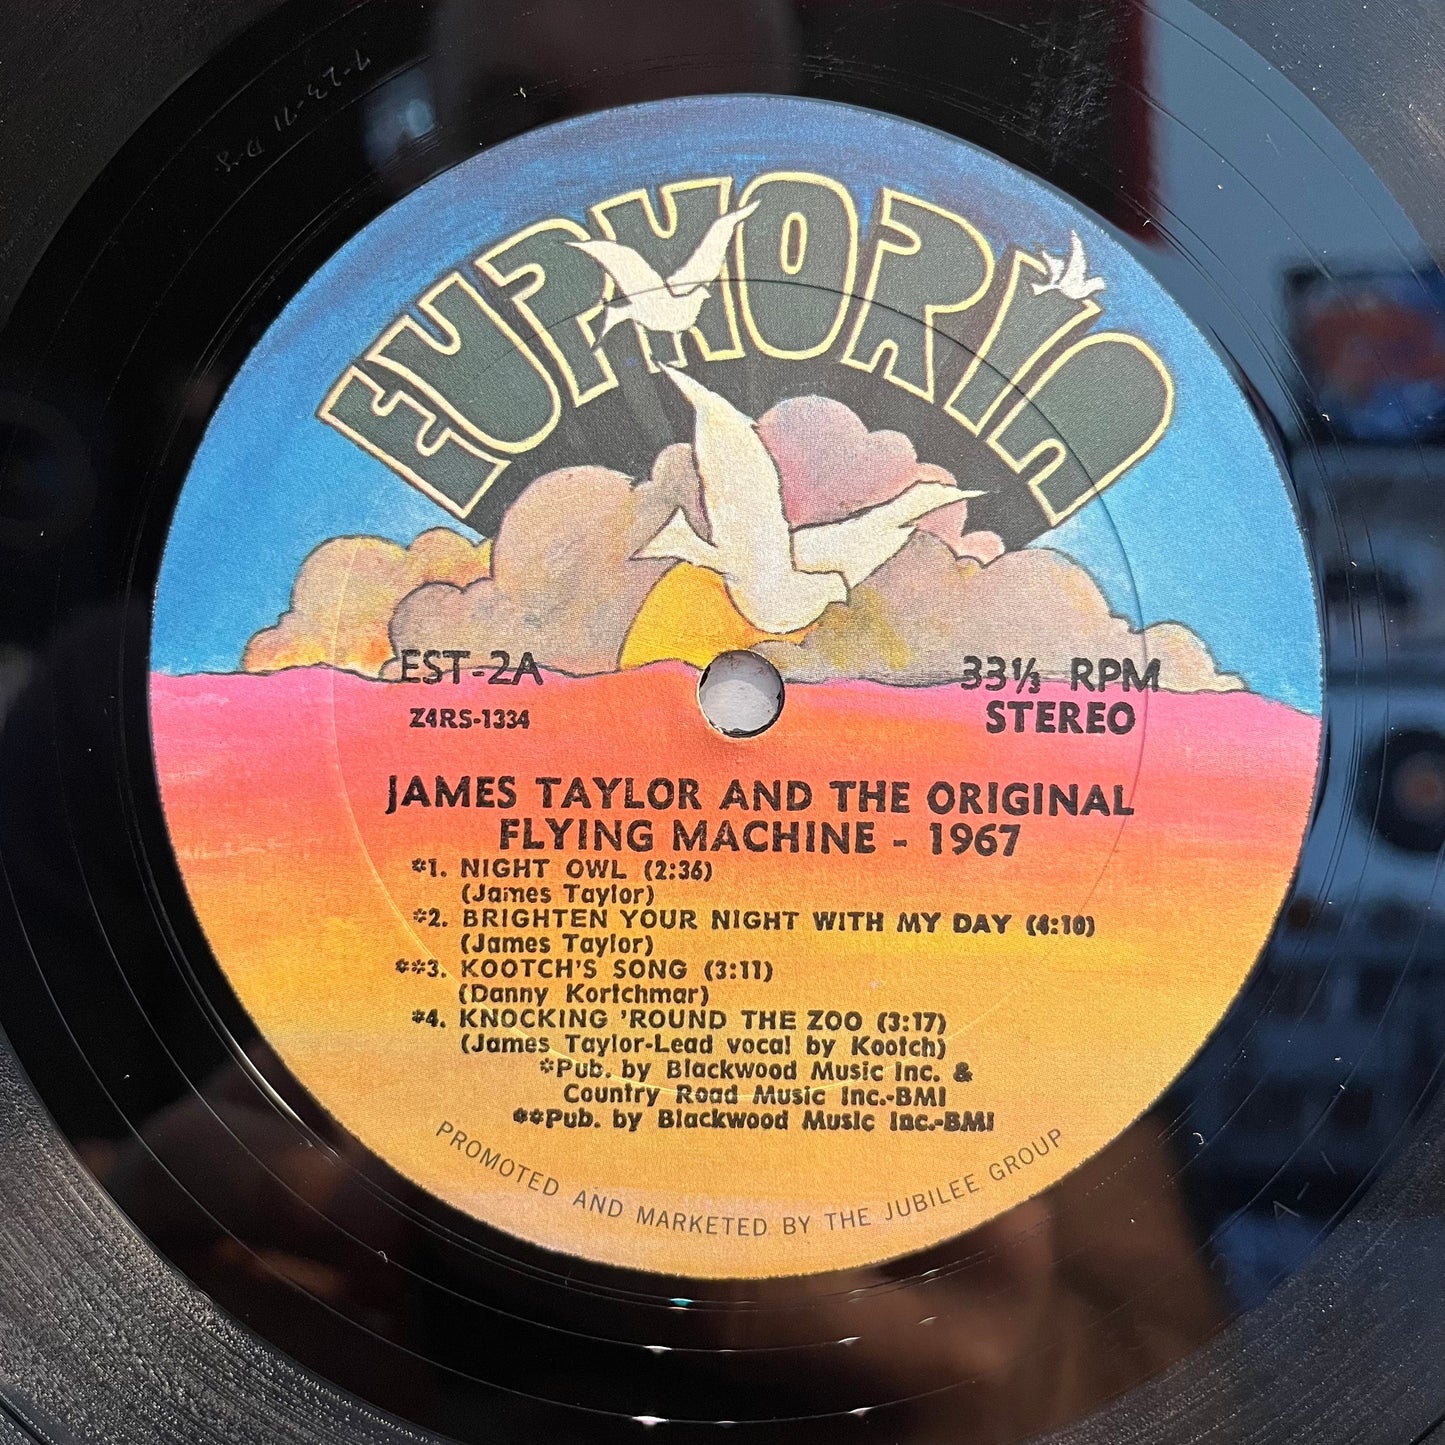 7-23-71 D-8
EUPHORIA
EST-2A
Z4RS-1334
33⅓ RPM
STEREO
JAMES TAYLOR AND THE ORIGINAL
FLYING MACHINE - 1967
*1. NIGHT OWL (2:36)
(James Taylor)
*2. BRIGHTEN YOUR NIGHT WITH MY DAY (4:10)
(James Taylor)
**3. KOOTCH'S SONG (3:11)
(Danny Kortchmar)
*4. KNOCKING 'ROUND THE ZOO (3:17)
(James Taylor-Lead vocal by Kootch)
*Pub. by Blackwood Music Inc. &
Country Road Music Inc.-BMI
**Pub. by Blackwood Music Inc.-BMI
PROMOTED AND MARKETED BY THE JUBILEE GROUP